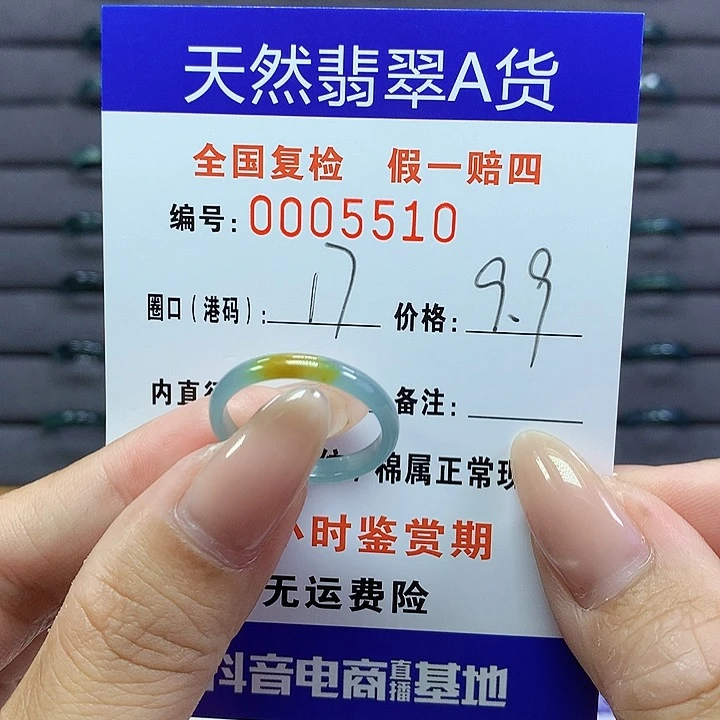 天然翡翠A货
全国复检 假一赔四
编号:0005510
圈口(港码):17 价格:9.9
内直 备注:
棉属正常
小时鉴赏期
无运费险
抖音电商直播基地